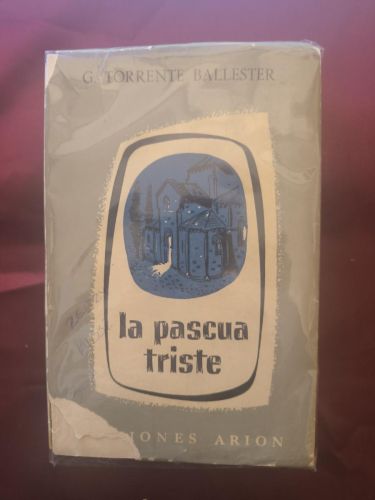 G. TORRENTE BALLESTER
la pascua
triste
IONES ARION